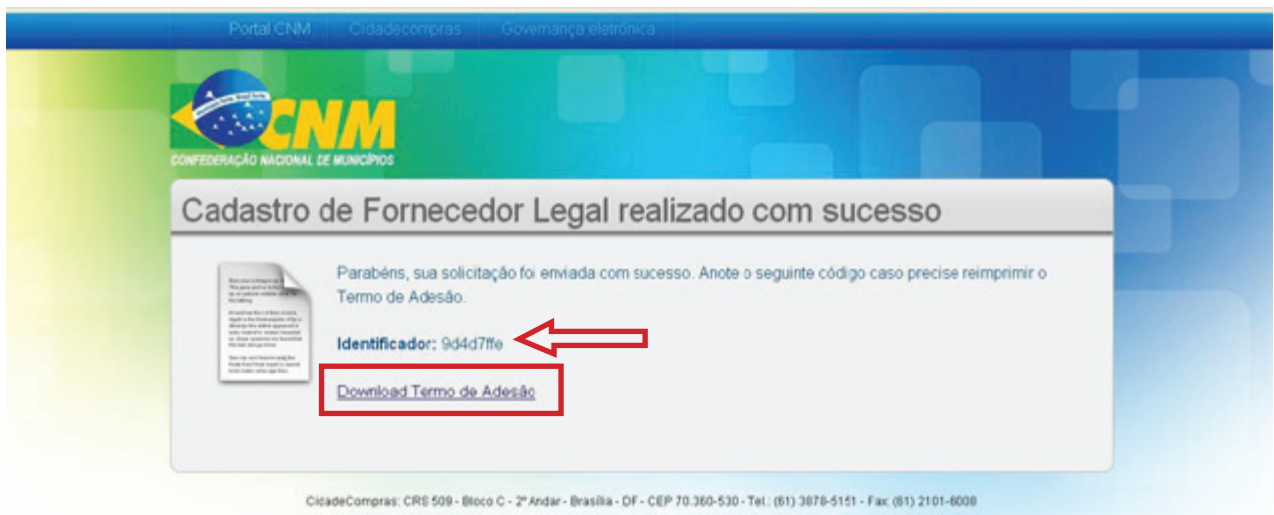 Portal CNM Cidadecompras Governança eletrônica
CNM
CONFEDERAÇÃO NACIONAL DE MUNICÍPIOS
Cadastro de Fornecedor Legal realizado com sucesso
Parabéns, sua solicitação foi enviada com sucesso. Anote o seguinte código caso precise reimprimir o
Termo de Adesão.
Identificador: 9d4d7ffe
Download Termo de Adesão
CidadeCompras: CRS 509 - Bloco C - 2º Andar - Brasília - DF - CEP 70.360-530 - Tel.: (61) 3878-5151 - Fax: (61) 2101-6008